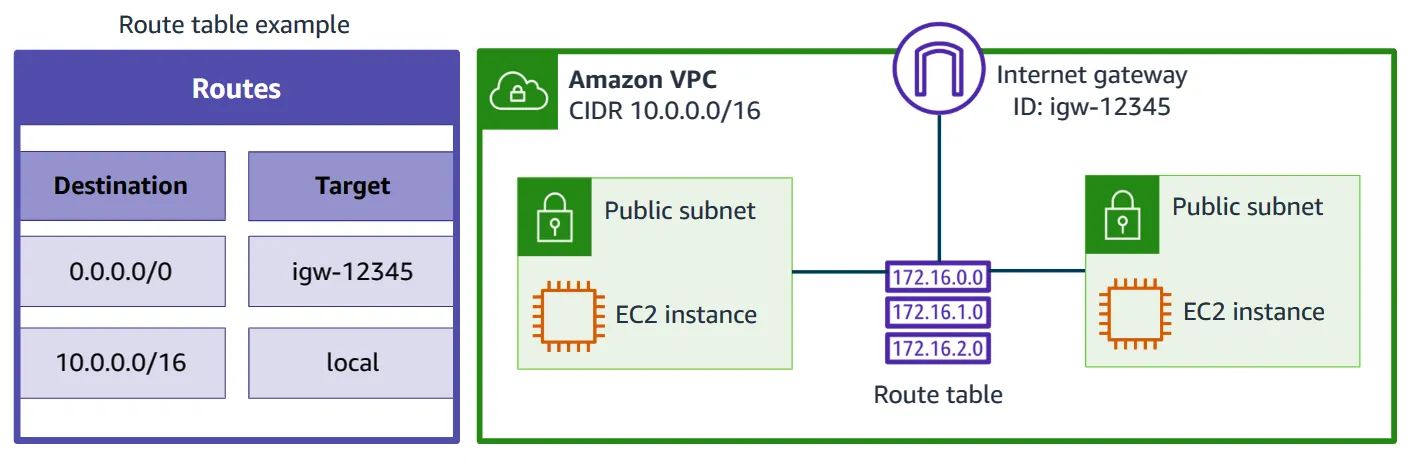 Route table example
Routes
Destination
Target
0.0.0.0/0
igw-12345
10.0.0.0/16
local
Amazon VPC
CIDR 10.0.0.0/16
Internet gateway
ID: igw-12345
Public subnet
EC2 instance
172.16.0.0
172.16.1.0
172.16.2.0
Route table
Public subnet
EC2 instance